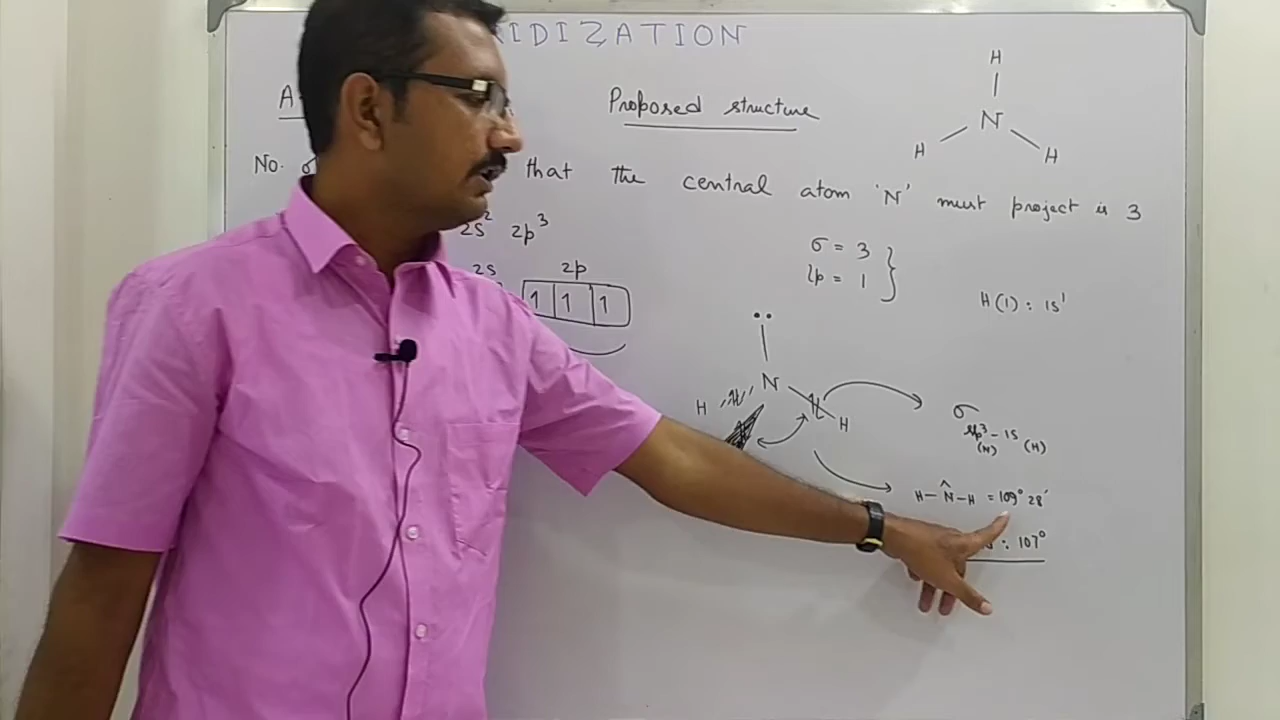 RIDIZATION
Proposed structure
H
N
H H
No. that the central atom 'N' must project is 3
2s² 2p³
2s 2p
1 1 1
σ = 3
lp = 1
H(1) : 1s¹
N
H H
σ
sp³ – 1s
(N) (H)
H – N̂ – H = 109° 28'
: 107°